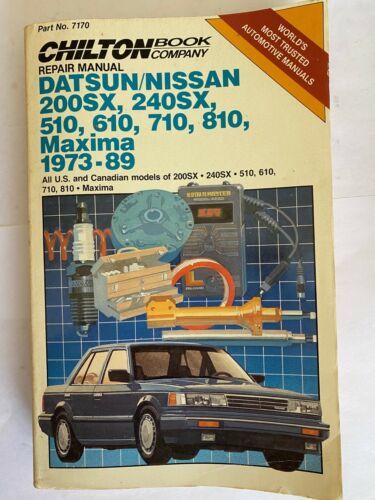 Part No. 7170
CHILTON BOOK COMPANY
REPAIR MANUAL
WORLD'S
MOST TRUSTED
AUTOMOTIVE MANUALS
DATSUN/NISSAN
200SX, 240SX,
510, 610, 710, 810,
Maxima
1973-89
All U.S. and Canadian models of 200SX • 240SX • 510, 610,
710, 810 • Maxima